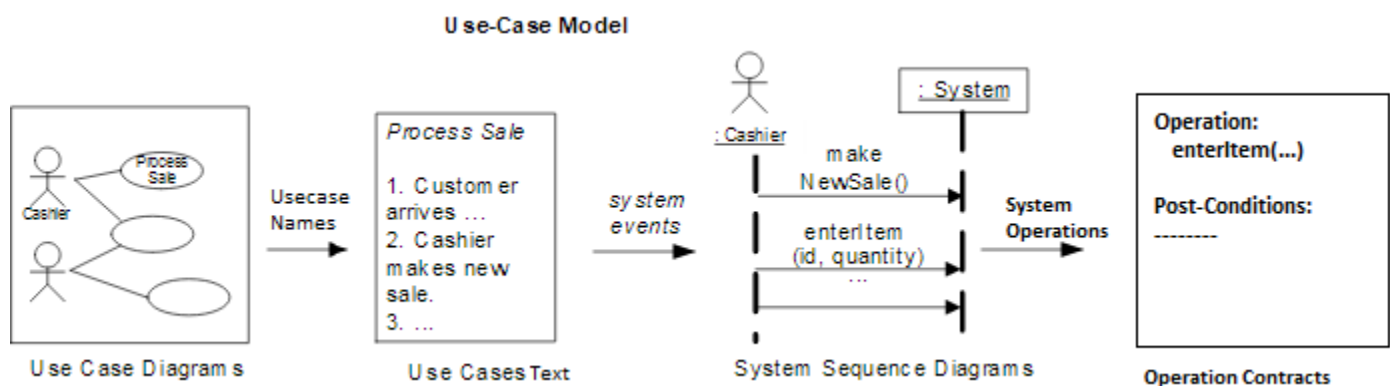 Use-Case Model
Process
Sale
Cashier
Use Case Diagrams
Usecase
Names
Process Sale
1. Customer
arrives ...
2. Cashier
makes new
sale.
3. ...
Use Cases Text
system
events
: Cashier
: System
make
NewSale()
enterItem
(id, quantity)
...
System Sequence Diagrams
System
Operations
Operation:
enterItem(...)
Post-Conditions:
--------
Operation Contracts